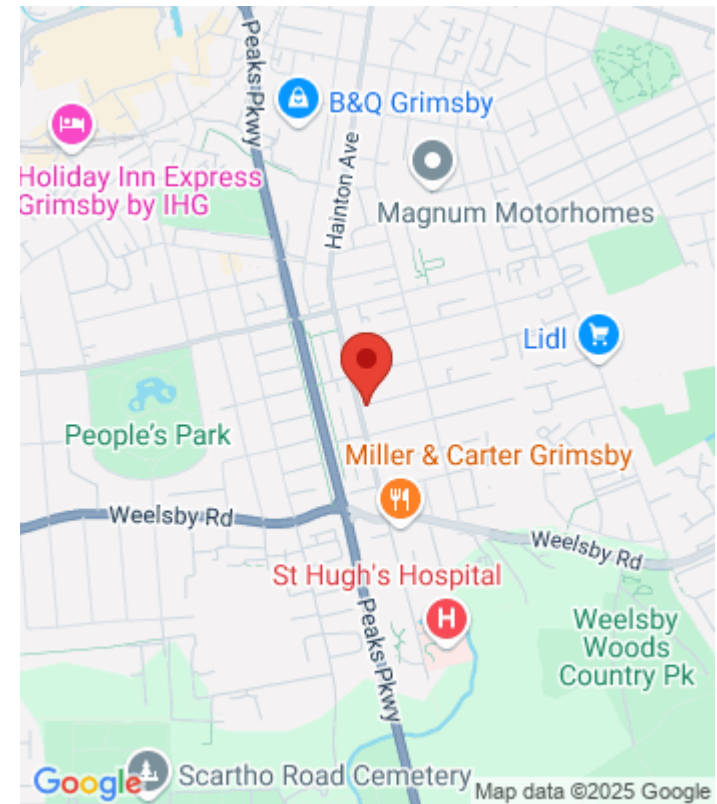 Peaks Pkwy
B&Q Grimsby
Hainton Ave
Holiday Inn Express
Grimsby by IHG
Magnum Motorhomes
Lidl
People's Park
Miller & Carter Grimsby
Weelsby Rd
Weelsby Rd
St Hugh's Hospital
H
Peaks Pkwy
Weelsby
Woods
Country Pk
Google
Scartho Road Cemetery
Map data ©2025 Google